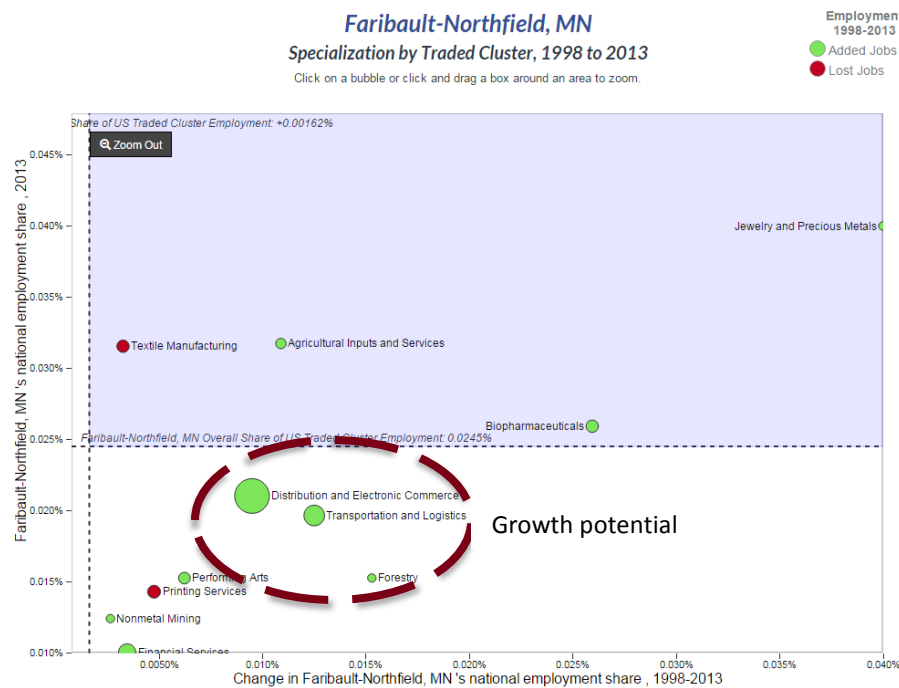 Faribault-Northfield, MN
Specialization by Traded Cluster, 1998 to 2013
Click on a bubble or click and drag a box around an area to zoom.
Employmen
1998-2013
Added Jobs
Lost Jobs
Share of US Traded Cluster Employment: +0.00162%
Zoom Out
Faribault-Northfield, MN 's national employment share , 2013
0.045%
0.040%
0.035%
0.030%
0.025%
0.020%
0.015%
0.010%
Jewelry and Precious Metals
Textile Manufacturing
Agricultural Inputs and Services
Biopharmaceuticals
Faribault-Northfield, MN Overall Share of US Traded Cluster Employment: 0.0245%
Distribution and Electronic Commerce
Transportation and Logistics
Growth potential
Performing Arts
Forestry
Printing Services
Nonmetal Mining
Financial Services
0.0050%
0.010%
0.015%
0.020%
0.025%
0.030%
0.035%
0.040%
Change in Faribault-Northfield, MN 's national employment share , 1998-2013